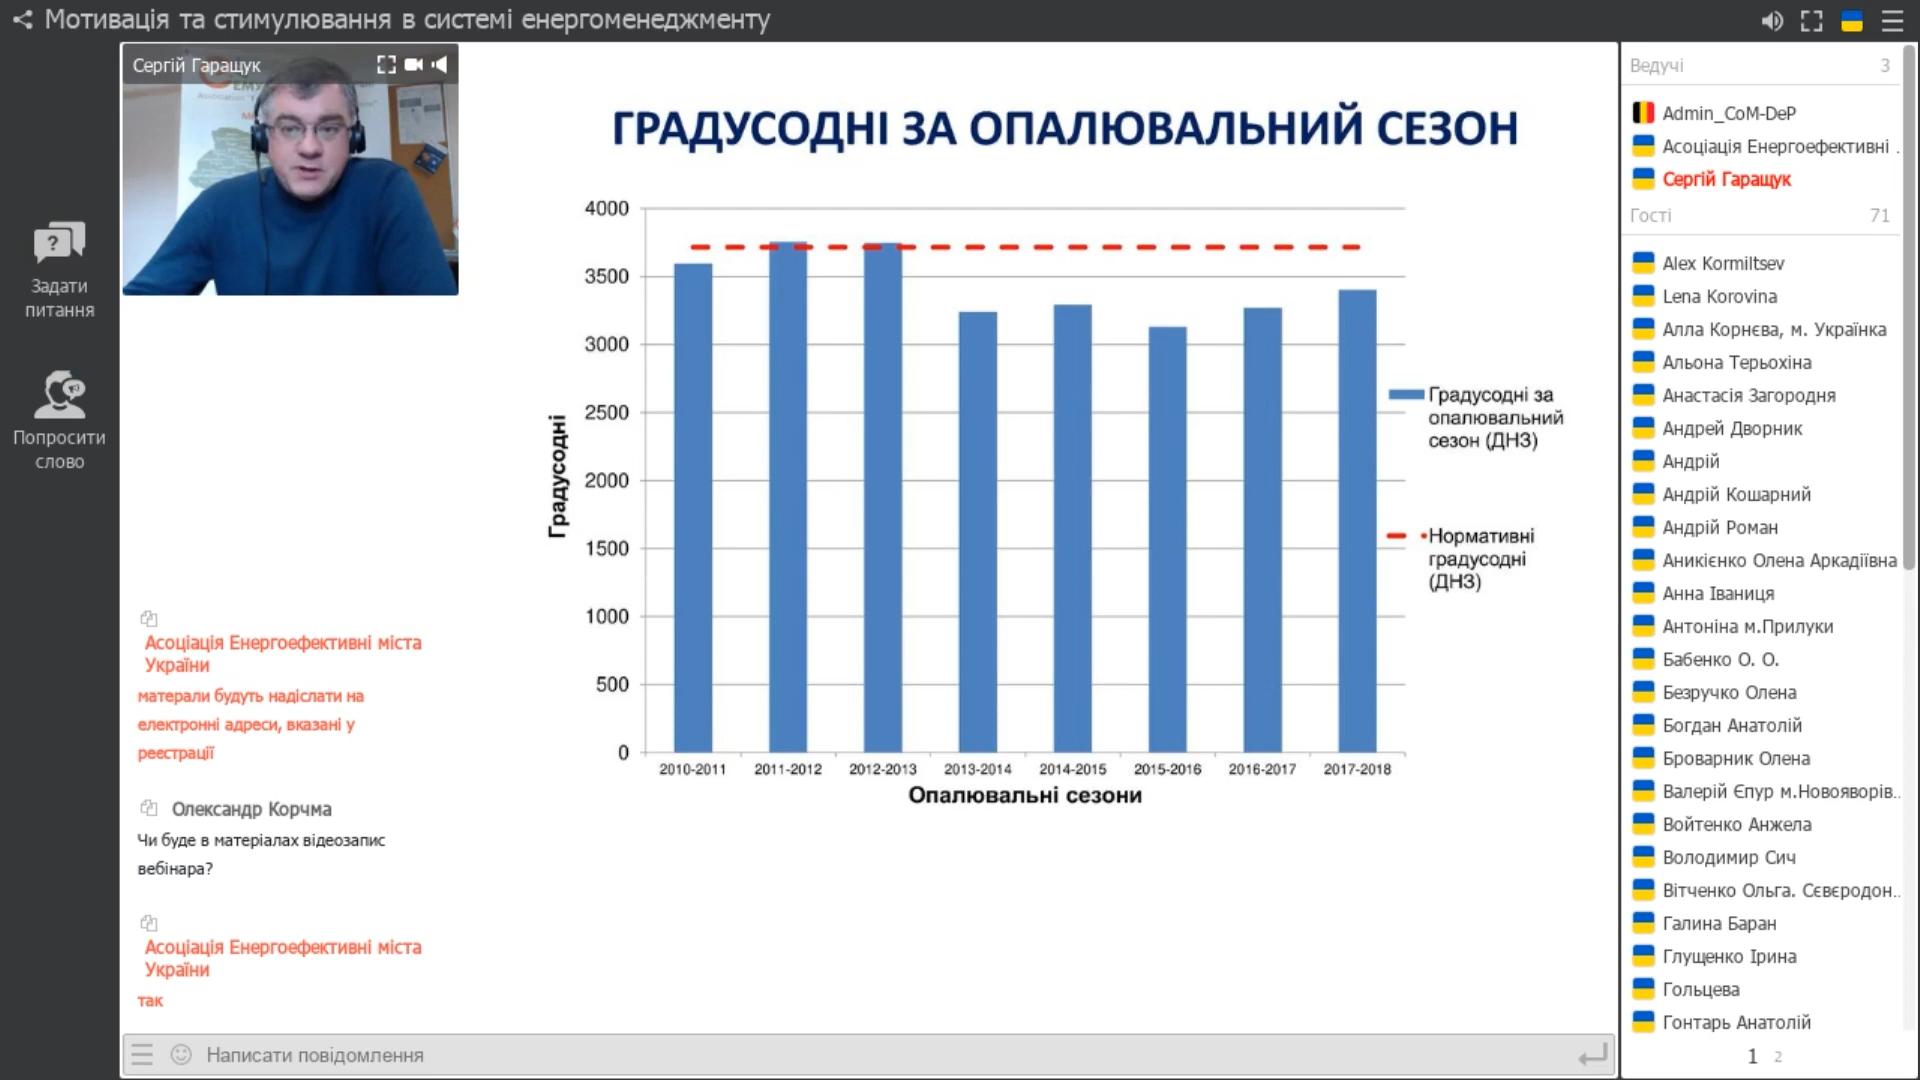 Мотивація та стимулювання в системі енергоменеджменту
Задати
питання
Попросити
слово
Сергій Гаращук
ГРАДУСОДНІ ЗА ОПАЛЮВАЛЬНИЙ СЕЗОН
4000
3500
3000
2500
2000
1500
1000
500
0
Градусодні
2010-2011 2011-2012 2012-2013 2013-2014 2014-2015 2015-2016 2016-2017 2017-2018
Опалювальні сезони
Градусодні за
опалювальний
сезон (ДНЗ)
Нормативні
градусодні
(ДНЗ)
Асоціація Енергоефективні міста
України
матерали будуть надіслати на
електронні адреси, вказані у
реєстрації
Олександр Корчма
Чи буде в матеріалах відеозапис
вебінара?
Асоціація Енергоефективні міста
України
так
Написати повідомлення
Ведучі 3
Admin_CoM-DeP
Асоціація Енергоефективні .
Сергій Гаращук
Гості 71
Alex Kormiltsev
Lena Korovina
Алла Корнєва, м. Українка
Альона Терьохіна
Анастасія Загородня
Андрей Дворник
Андрій
Андрій Кошарний
Андрій Роман
Аникієнко Олена Аркадіївна
Анна Іваниця
Антоніна м.Прилуки
Бабенко О. О.
Безручко Олена
Богдан Анатолій
Броварник Олена
Валерій Єпур м.Новояворів..
Войтенко Анжела
Володимир Сич
Вітченко Ольга. Сєвєродон..
Галина Баран
Глущенко Ірина
Гольцева
Гонтарь Анатолій
1 2